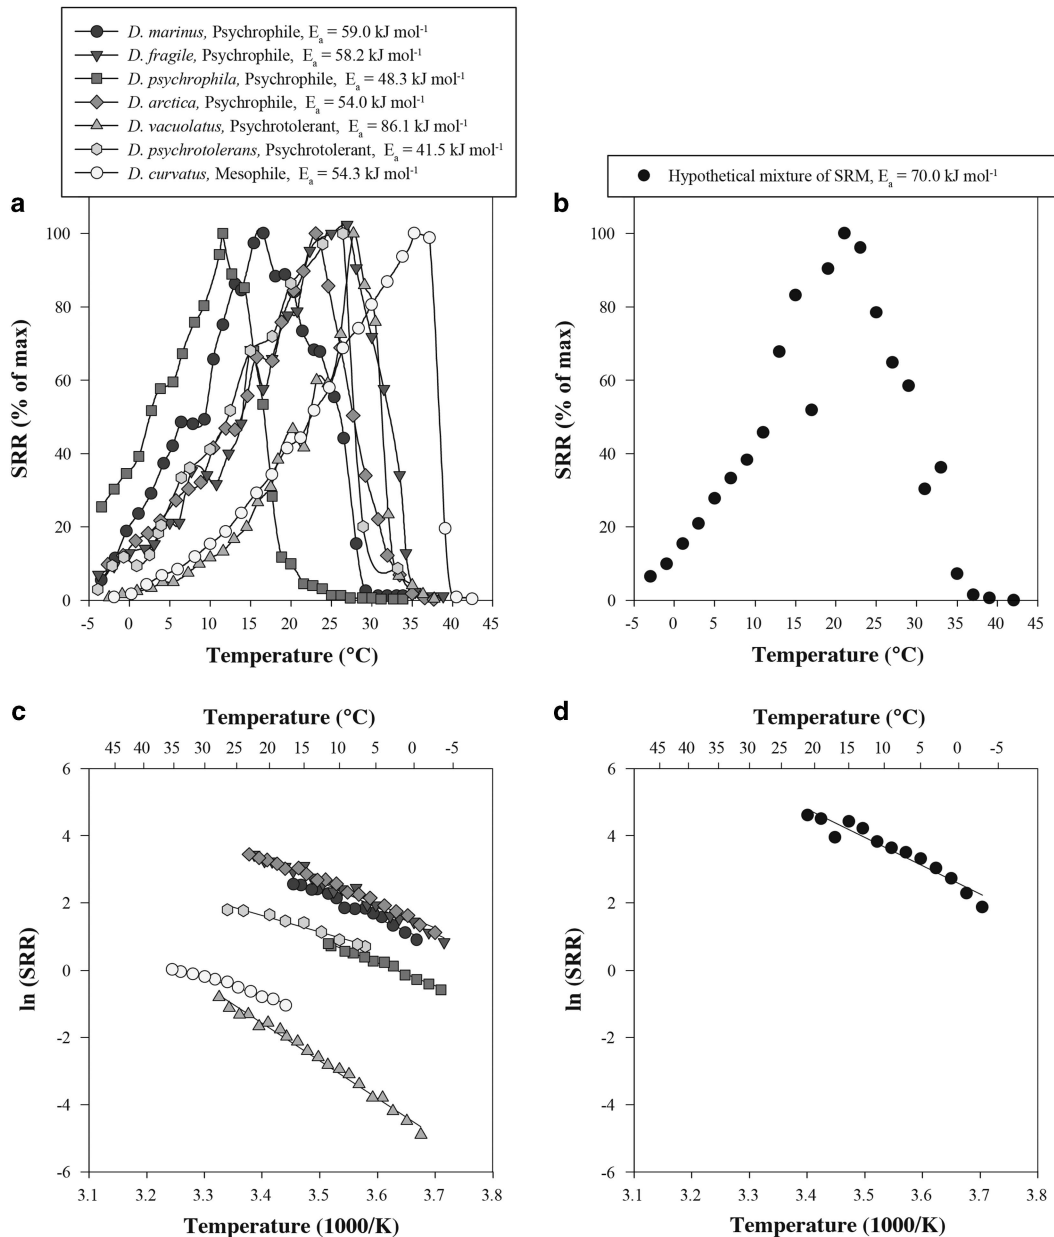 D. marinus, Psychrophile, Ea = 59.0 kJ mol-1
D. fragile, Psychrophile, Ea = 58.2 kJ mol-1
D. psychrophila, Psychrophile, Ea = 48.3 kJ mol-1
D. arctica, Psychrophile, Ea = 54.0 kJ mol-1
D. vacuolatus, Psychrotolerant, Ea = 86.1 kJ mol-1
D. psychrotolerans, Psychrotolerant, Ea = 41.5 kJ mol-1
D. curvatus, Mesophile, Ea = 54.3 kJ mol-1
a
SRR (% of max)
100
80
60
40
20
0
-5 0 5 10 15 20 25 30 35 40 45
Temperature (°C)
b
Hypothetical mixture of SRM, Ea = 70.0 kJ mol-1
SRR (% of max)
100
80
60
40
20
0
-5 0 5 10 15 20 25 30 35 40 45
Temperature (°C)
c
Temperature (°C)
45 40 35 30 25 20 15 10 5 0 -5
ln (SRR)
6
4
2
0
-2
-4
-6
3.1 3.2 3.3 3.4 3.5 3.6 3.7 3.8
Temperature (1000/K)
d
Temperature (°C)
45 40 35 30 25 20 15 10 5 0 -5
ln (SRR)
6
4
2
0
-2
-4
-6
3.1 3.2 3.3 3.4 3.5 3.6 3.7 3.8
Temperature (1000/K)